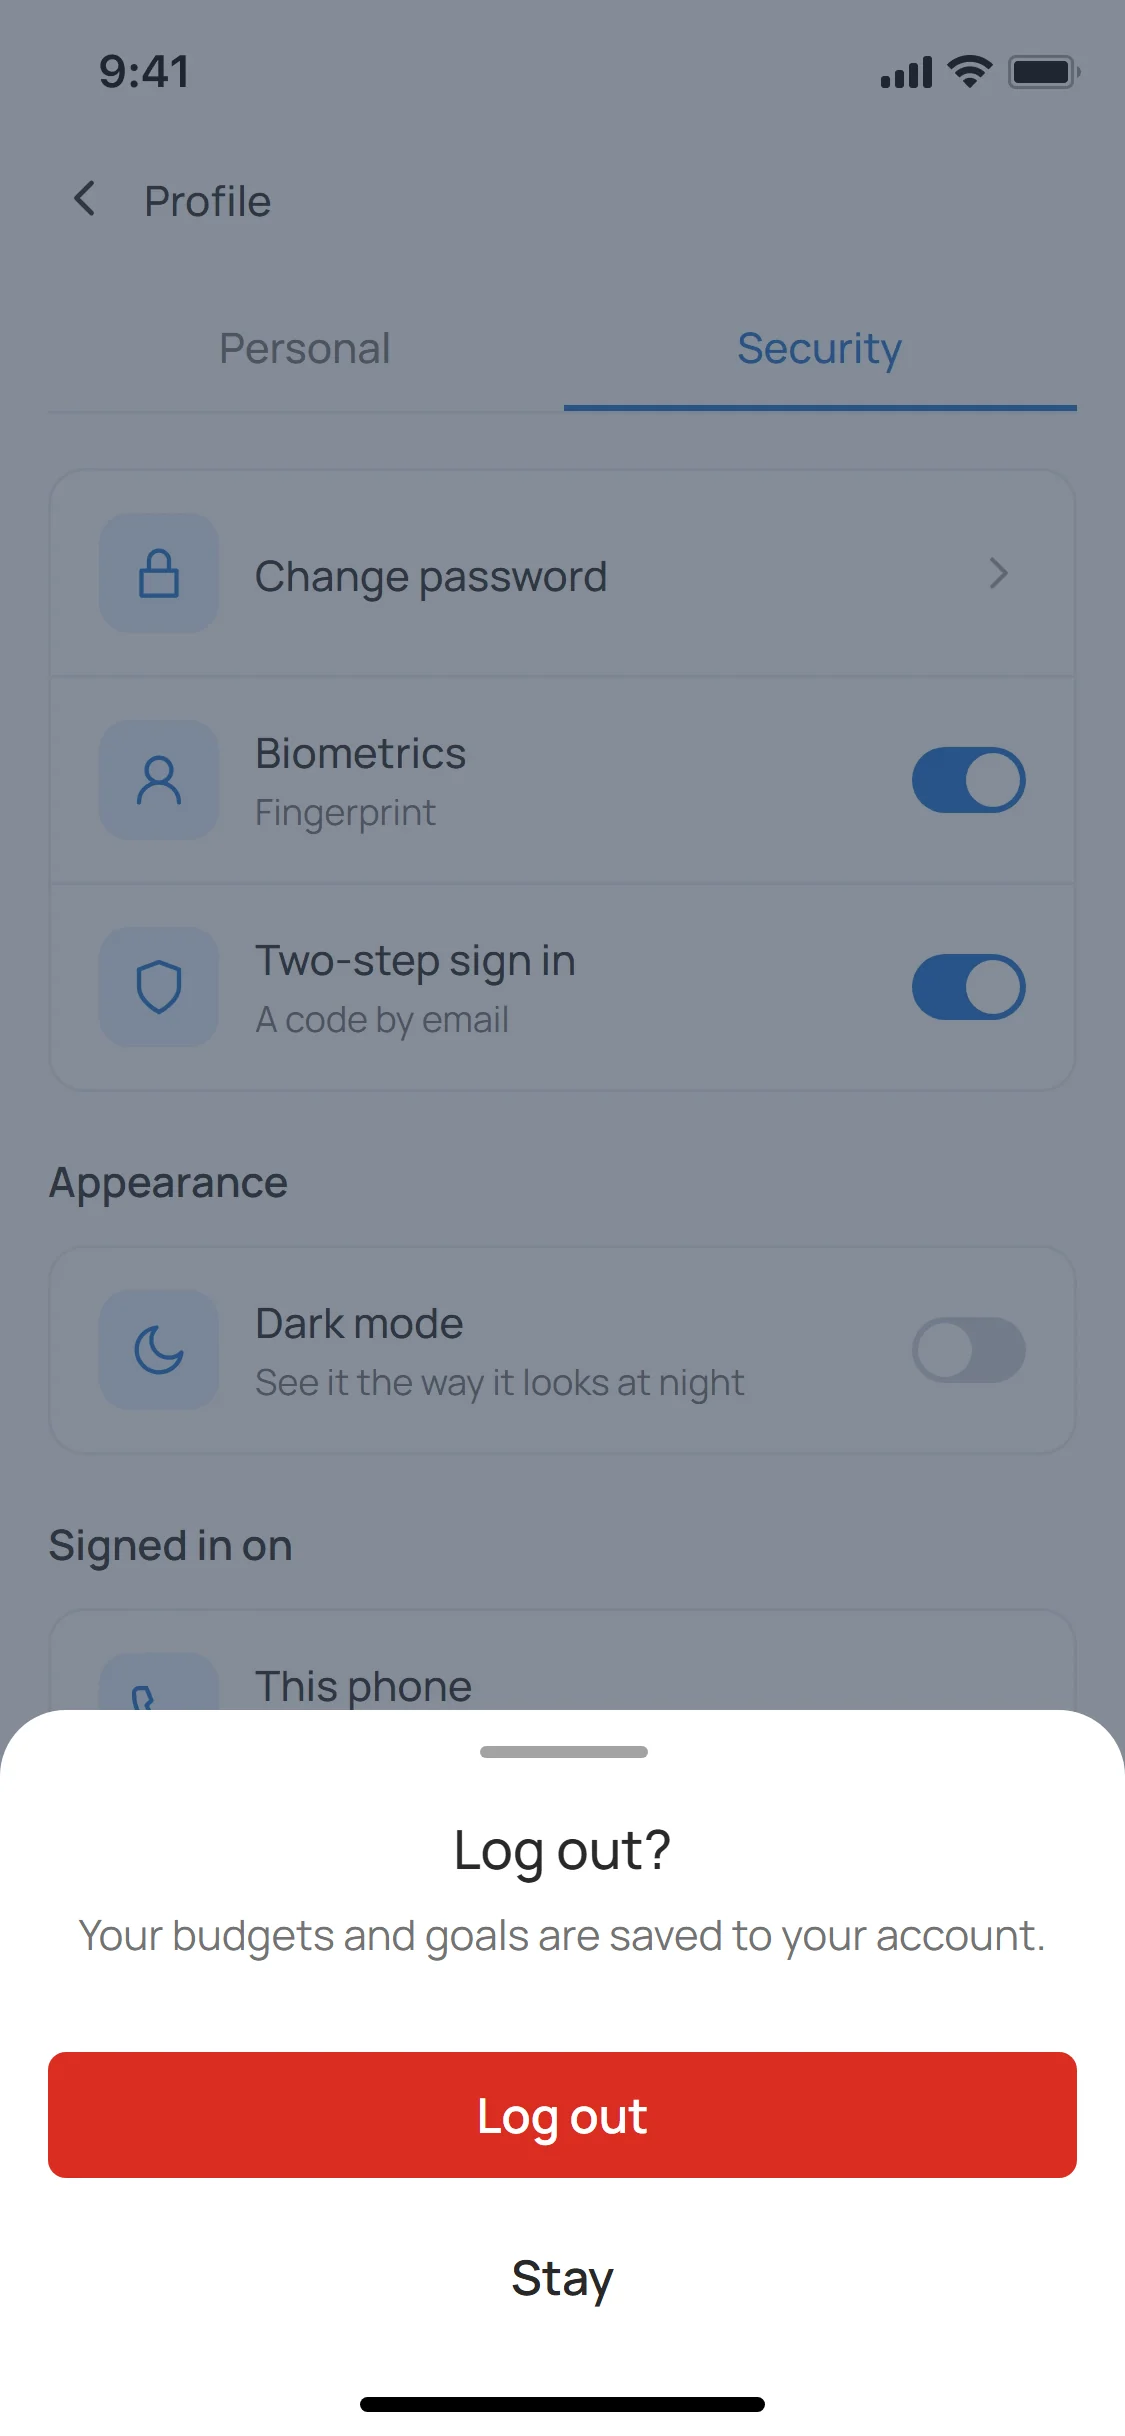 9:41
Profile
Personal
Security
Change password
Biometrics
Fingerprint
Two-step sign in
A code by email
Appearance
Dark mode
See it the way it looks at night
Signed in on
This phone
Log out?
Your budgets and goals are saved to your account.
Log out
Stay